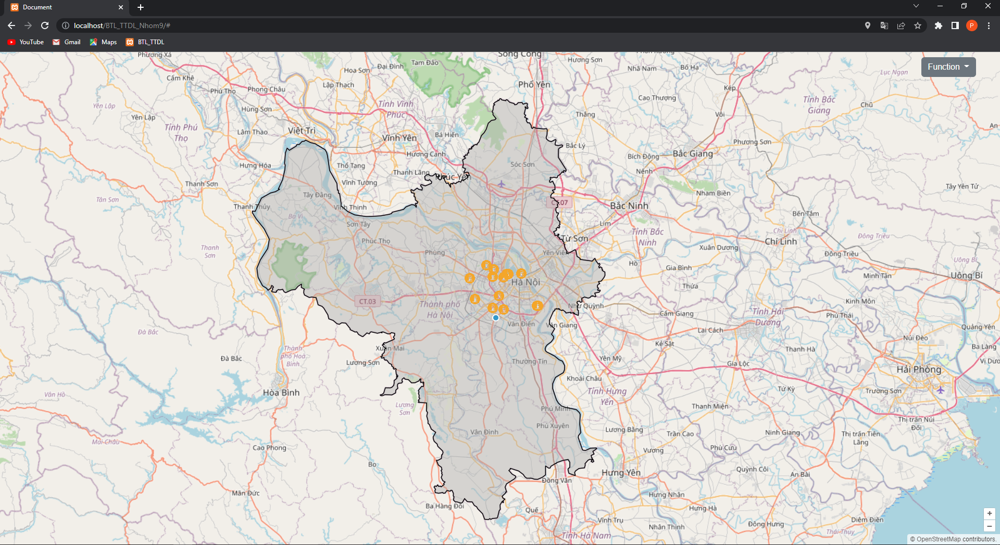 Document
localhost/BTL_TTDL_Nhom9/#
YouTube
Gmail
Maps
BTL_TTDL
Function
Phương Xá
Cẩm Khê
Phú Thọ
Phong Châu
Hoa Sơn
Đại Đình
Tam Đảo
Lập Thạch
Sông Công
Hương Sơn
Nhã Nam
Bố Hạ
Lục Ngạn
Phổ Yên
Kép
Cao Thượng
Tỉnh Bắc
Giang
Chũ
Yên Lập
Yên Lập
Hùng Sơn
Tỉnh Vĩnh
Phúc
Thắng
Vôi
An
Tỉnh Phú
Thọ
Lâm Thao
Việt Trì
Vĩnh Yên
Bá Hiến
Bắc Lý
Phương Sơn
Hương Canh
Bích Động
Bắc Giang
Hưng Hóa
Thổ Tang
Thanh Lãng
Phúc Yê
Sóc Sơn
Nếnh
Thanh Sơn
Vĩnh Tường
Tây Yên Tử
Tân Sơn
Tây Đằng
Nham Biền
Thanh Thủy
Vĩnh Thịnh
CT.07
Bắc Ninh
Ba Vì
Sơn Tây
Lim
Bến Tắm
Phúc Thọ
Từ Sơn
Tỉnh Bắc
Ninh
Chí Linh
Chí Linh
Đông Triều
Thanh
Sơn
Phùng
Yên Viên
Xuân Dương
Đông Triều
Hồ
Gia Bình
Uông Bí
Uông Bí
Minh Tân
Hà Nội
Thứa
CT.03
Thành phố
Hà Nội
Như Quỳnh
Kinh Môn
Cẩm Giang
Tỉnh Hải
Dương
Phú Thái
Văn Điển
Văn Giang
Lai Cách
Quảng Yên
Đà Bắc
Núi Đèo
Xuân Mai
Kẻ Sặt
Thanh Hà
Ba Làng
Thành
phố Hoà
Bình
Đà Bắc
Lương Sơn
Thường Tín
Yên Mỹ
Gia Lộc
Vị Dươ
Hải Phòng
Khoái Châu
Hòa Bình
Tỉnh Hưng
Yên
Tứ Kỳ
Trường Sơn
Vân Hồ
Lương
Sơn
Phú Minh
Thanh Miện
Thị trấn Núi
Đối
Phú Xuyên
Vân Đình
Lương Bằng
Trần Cao
Ninh Giang
Thị trấn Tiên
Lãng
Mai Châu
Cao Phong
Vương
Phù Cừ
Bo
Hưng Yên
Quỳnh Côi
An Bài
Đồng Văn
Mãn Đức
Hưng Nhân
Ba Hàng Đồi
Quế
Hưng Hà
Vĩnh Trụ
Nhân Thịnh
Đông Hưng
Diêm Điền
Thái Thụy
Tỉnh Hà Nam
+
−
© OpenStreetMap contributors.